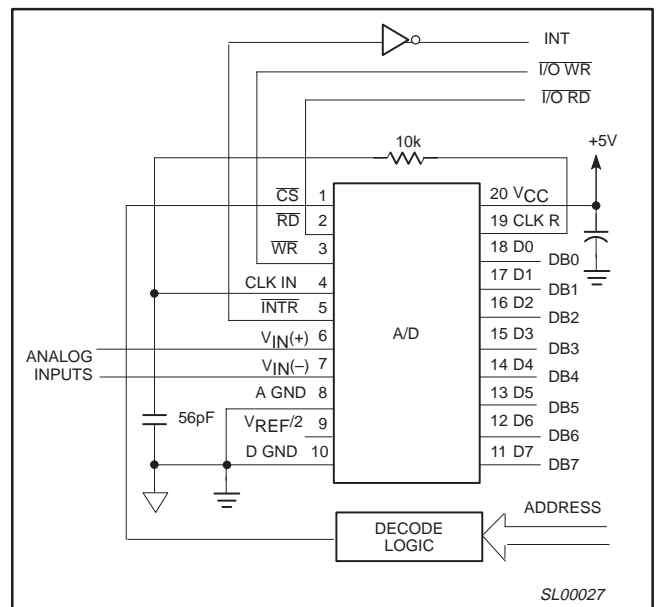 INT
I/O WR
I/O RD
10k
+5V
CS 1
RD 2
WR 3
CLK IN 4
INTR 5
VIN(+) 6
VIN(–) 7
A GND 8
VREF/2 9
D GND 10
ANALOG
INPUTS
56pF
A/D
20 VCC
19 CLK R
18 D0
DB0
17 D1
DB1
16 D2
DB2
15 D3
DB3
14 D4
DB4
13 D5
DB5
12 D6
DB6
11 D7
DB7
ADDRESS
DECODE
LOGIC
SL00027